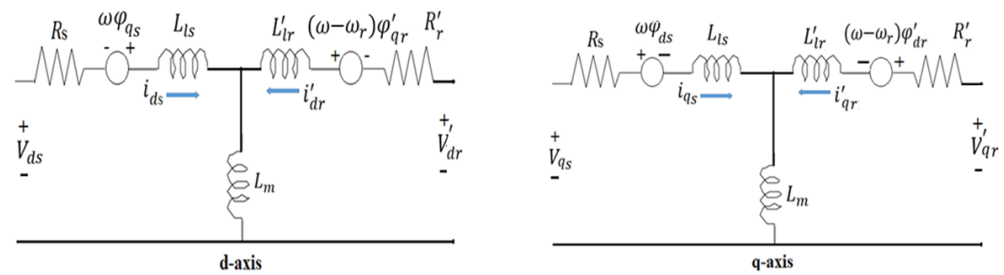 Rs ωφqs Lls L′lr (ω−ωr)φ′qr R′r
- + + -
ids i′dr
+ +
Vds V′dr
- -
Lm
d-axis
Rs ωφds Lls L′lr (ω−ωr)φ′dr R′r
+ − − +
iqs i′qr
+ +
Vqs V′qr
- -
Lm
q-axis